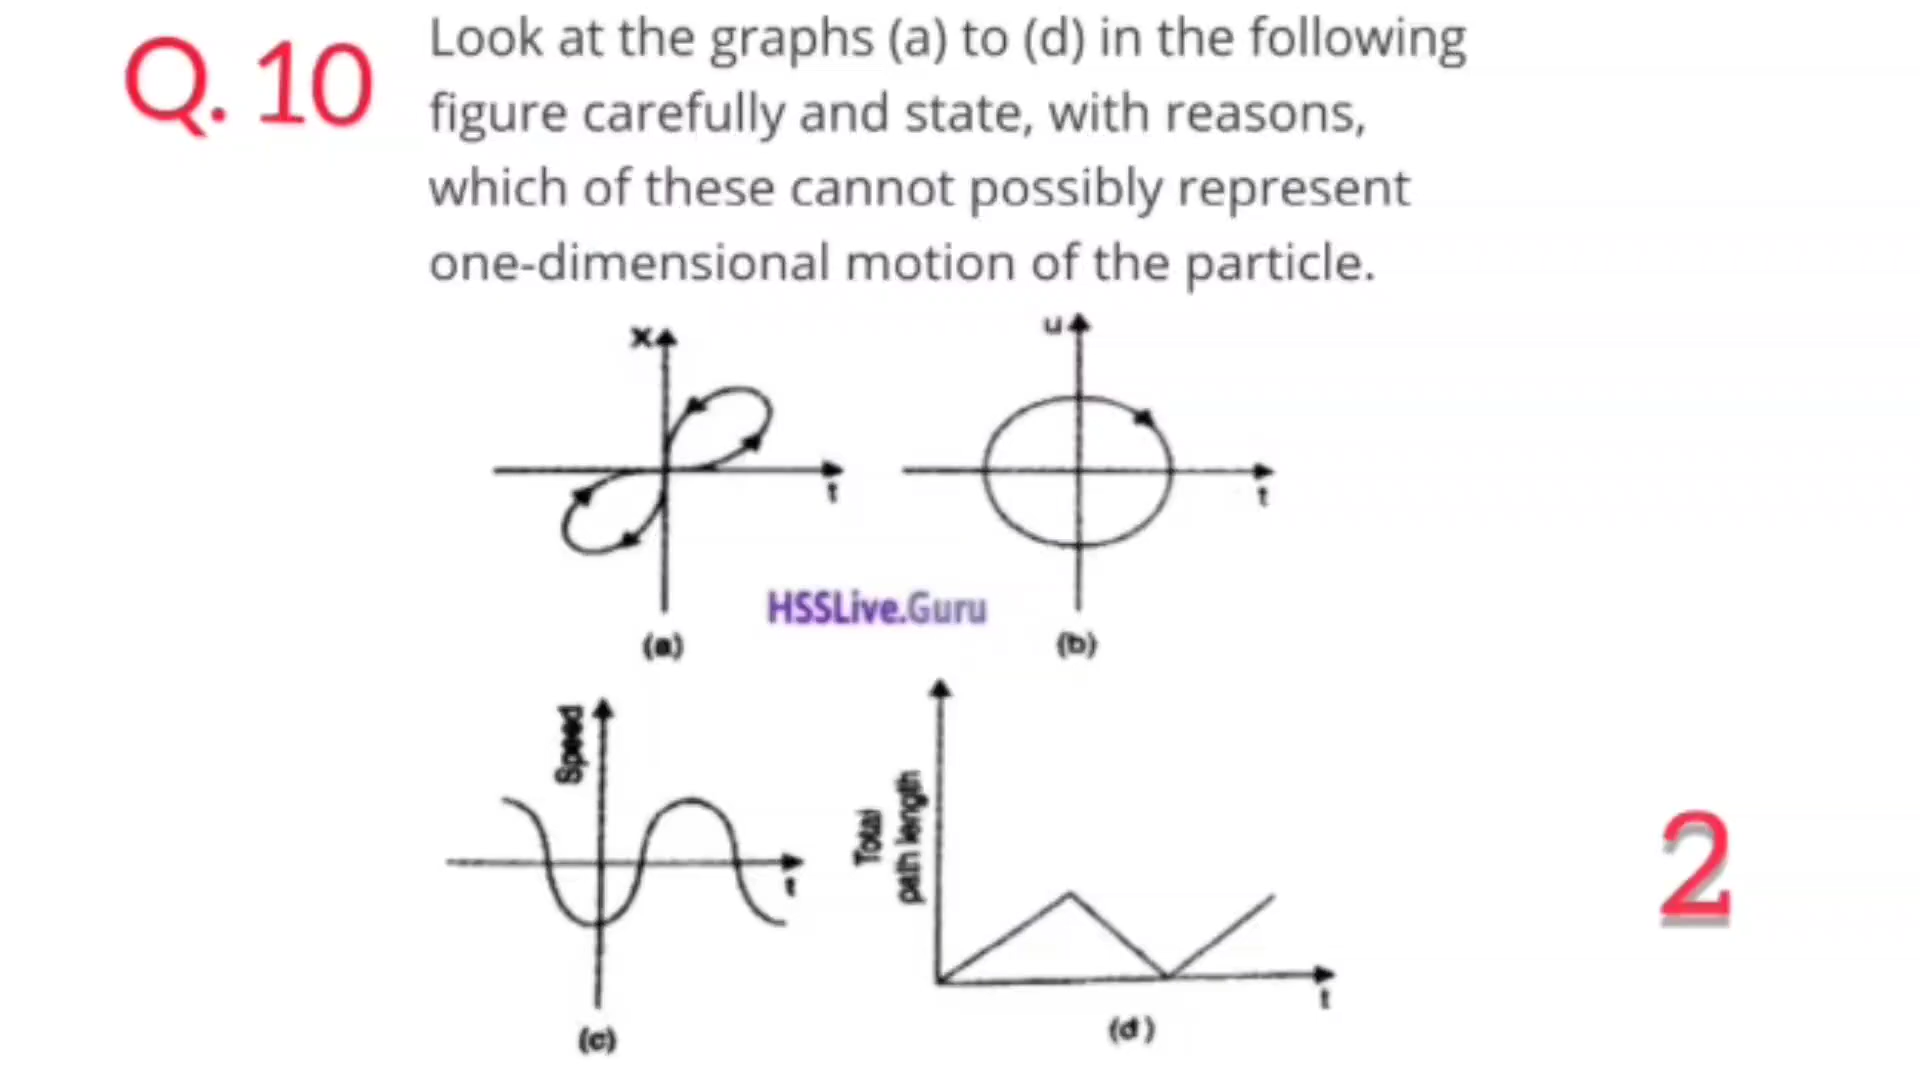 Q. 10
Look at the graphs (a) to (d) in the following
figure carefully and state, with reasons,
which of these cannot possibly represent
one-dimensional motion of the particle.
X
t
(a)
u
t
(b)
HSSLive.Guru
Speed
t
(c)
Total
path length
t
(d)
2